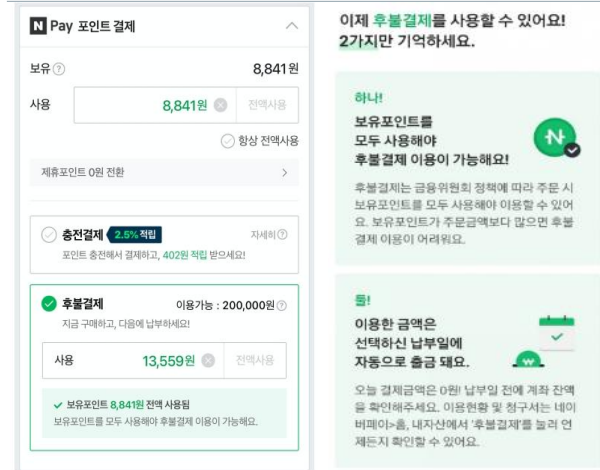 N Pay 포인트 결제
보유 ?
8,841원
사용
8,841원
전액사용
항상 전액사용
제휴포인트 0원 전환
충전결제 2.5% 적립
자세히 ?
포인트 충전해서 결제하고, 402원 적립 받으세요!
후불결제
이용가능 : 200,000원 ?
지금 구매하고, 다음에 납부하세요!
사용
13,559원
전액사용
보유포인트 8,841원 전액 사용됨
보유포인트를 모두 사용해야 후불결제 이용이 가능해요.
이제 후불결제를 사용할 수 있어요!
2가지만 기억하세요.
하나!
보유포인트를
모두 사용해야
후불결제 이용이 가능해요!
N
후불결제는 금융위원회 정책에 따라 주문 시
보유포인트를 모두 사용해야 이용할 수 있어
요. 보유포인트가 주문금액보다 많으면 후불
결제 이용이 어려워요.
둘!
이용한 금액은
선택하신 납부일에
자동으로 출금 돼요.
₩
오늘 결제금액은 0원! 납부일 전에 계좌 잔액
을 확인해주세요. 이용현황 및 청구서는 네이
버페이>홈, 내자산에서 '후불결제'를 눌러 언
제든지 확인할 수 있어요.